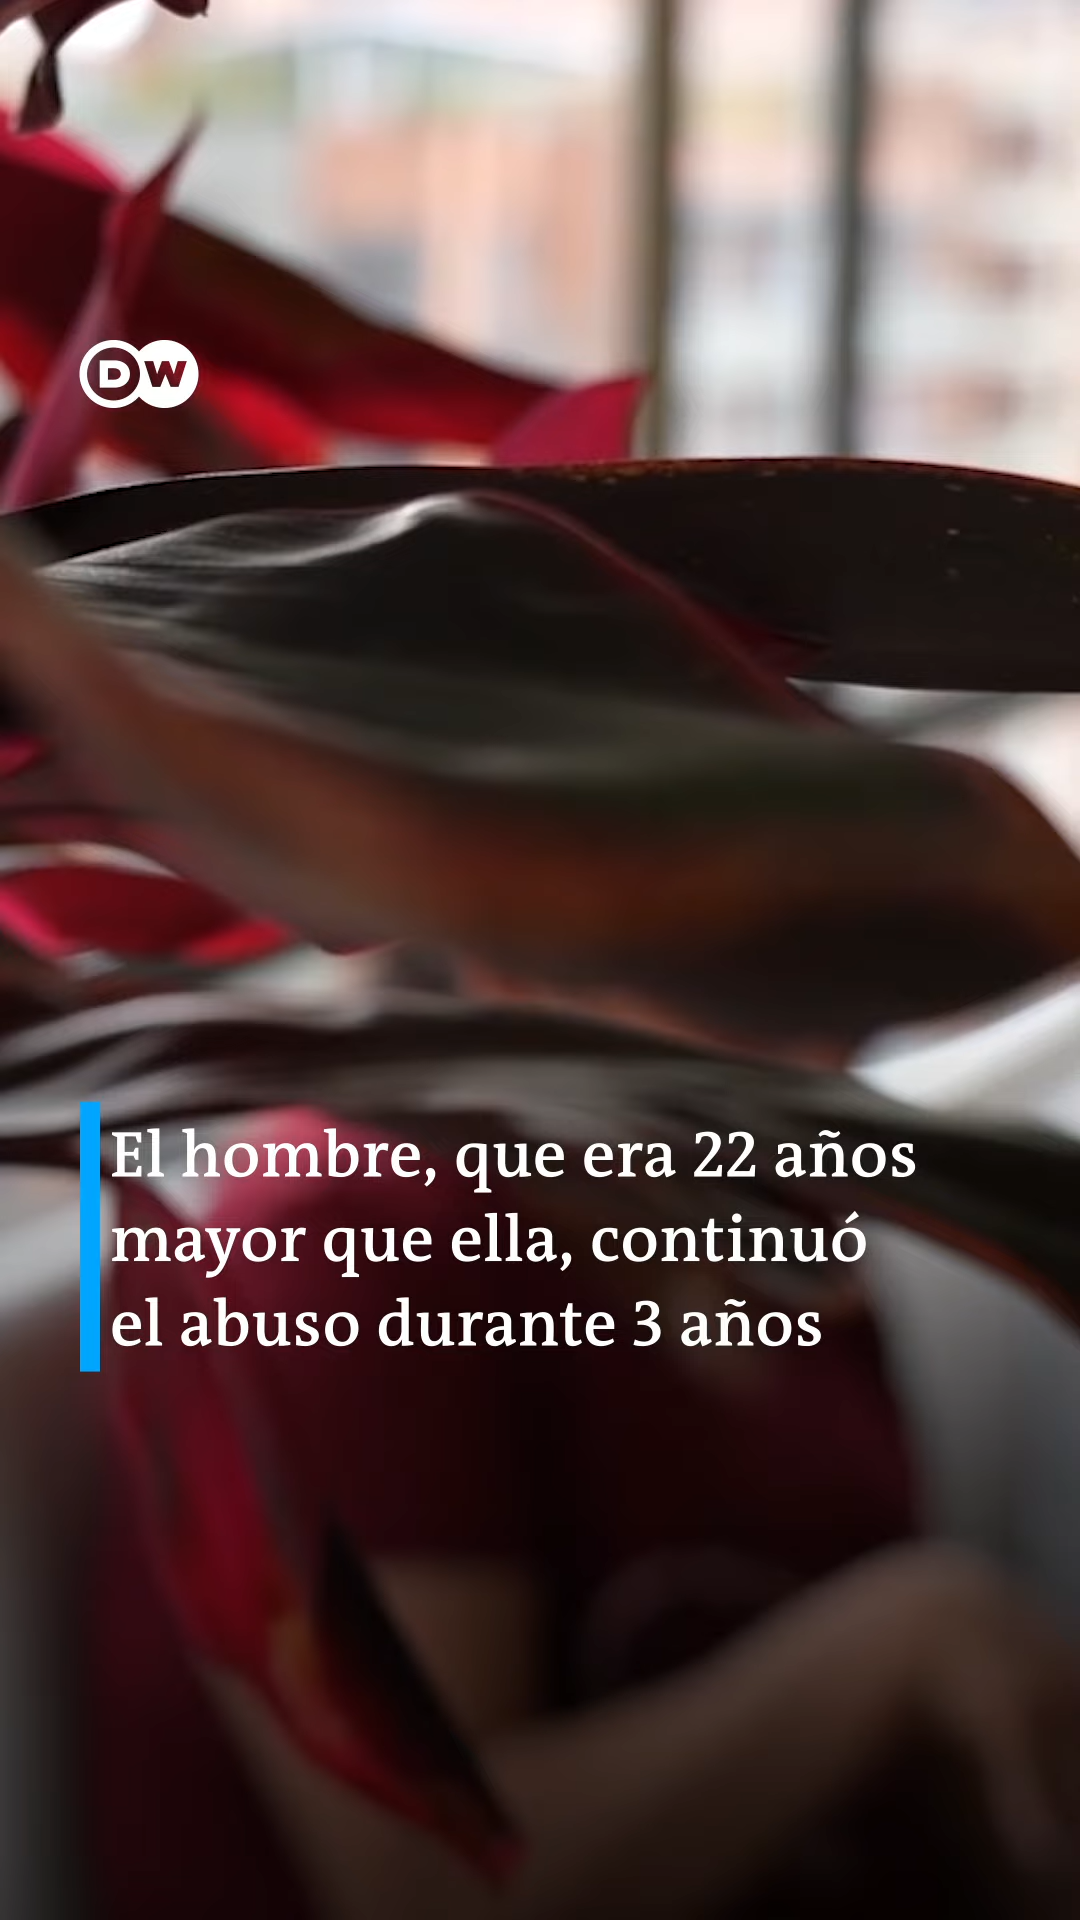 DW
El hombre, que era 22 años
mayor que ella, continuó
el abuso durante 3 años